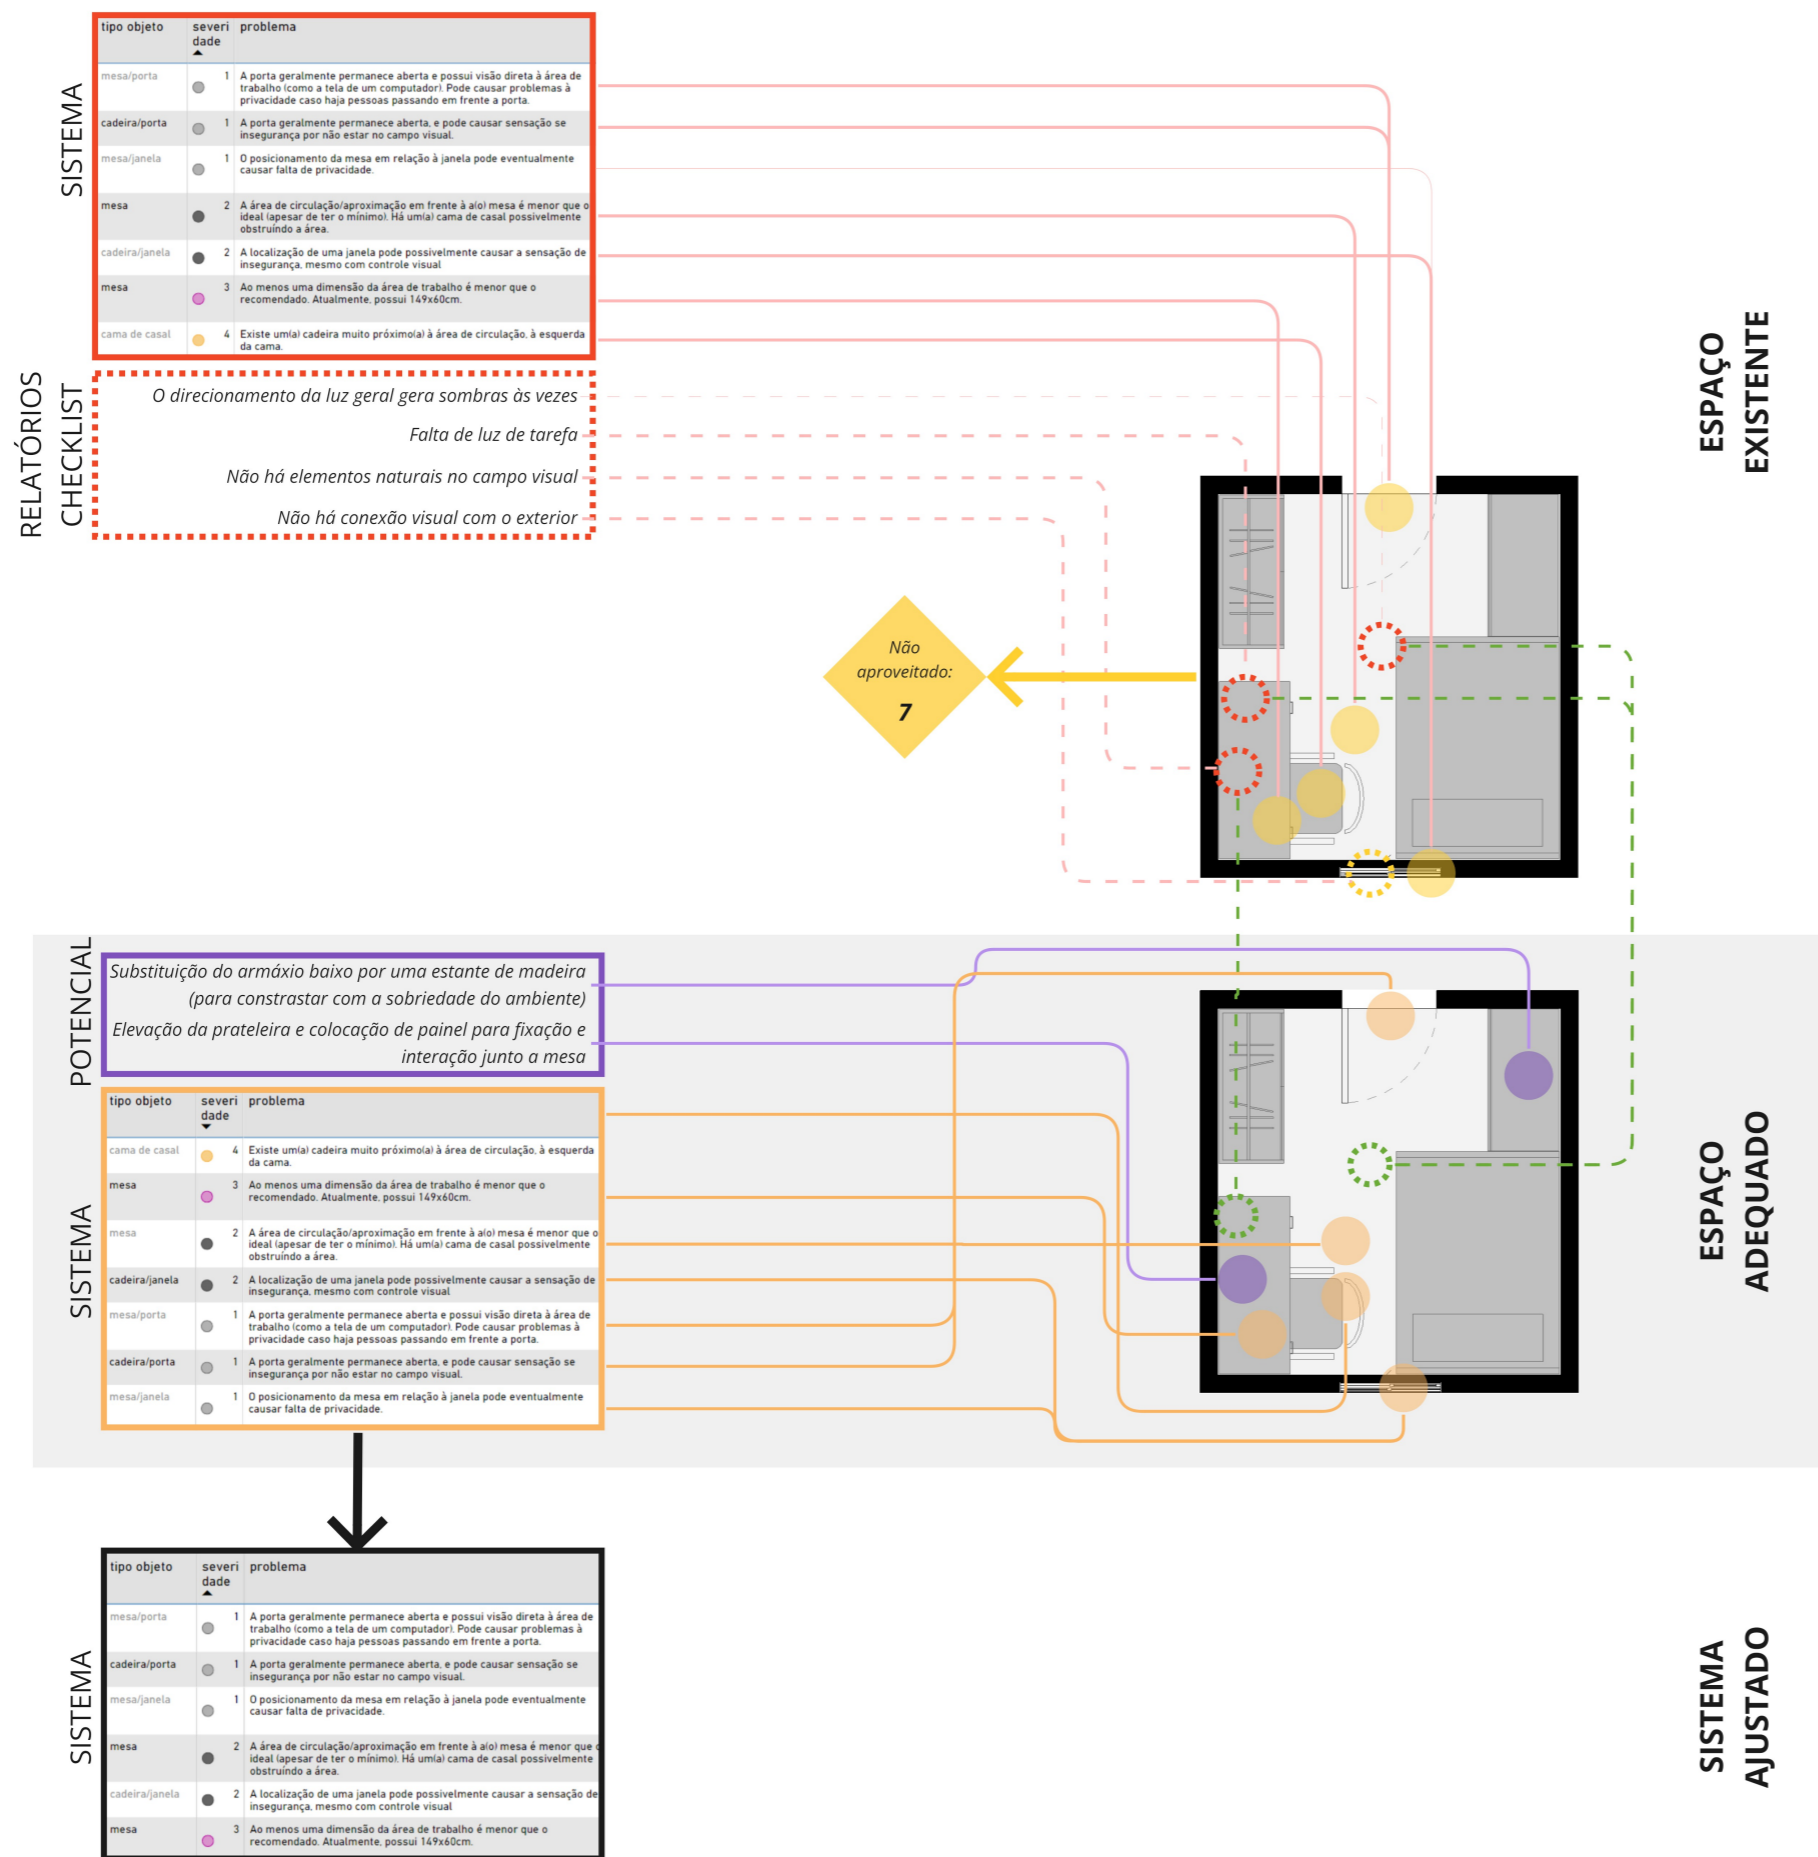 tipo objeto severi problema
dade
mesa/porta 1 A porta geralmente permanece aberta e possui visão direta à área de
trabalho (como a tela de um computador). Pode causar problemas à
privacidade caso haja pessoas passando em frente a porta.
cadeira/porta 1 A porta geralmente permanece aberta, e pode causar sensação se
insegurança por não estar no campo visual.
mesa/janela 1 O posicionamento da mesa em relação à janela pode eventualmente
causar falta de privacidade.
mesa 2 A área de circulação/aproximação em frente à a(o) mesa é menor que o
ideal (apesar de ter o mínimo). Há um(a) cama de casal possivelmente
obstruíndo a área.
cadeira/janela 2 A localização de uma janela pode possivelmente causar a sensação de
insegurança, mesmo com controle visual
mesa 3 Ao menos uma dimensão da área de trabalho é menor que o
recomendado. Atualmente, possui 149x60cm.
cama de casal 4 Existe um(a) cadeira muito próximo(a) à área de circulação, à esquerda
da cama.
SISTEMA
RELATÓRIOS
CHECKLIST
O direcionamento da luz geral gera sombras às vezes
Falta de luz de tarefa
Não há elementos naturais no campo visual
Não há conexão visual com o exterior
ESPAÇO
EXISTENTE
Não
aproveitado:
7
POTENCIAL
Substituição do armáxio baixo por uma estante de madeira
(para constrastar com a sobriedade do ambiente)
Elevação da prateleira e colocação de painel para fixação e
interação junto a mesa
SISTEMA
tipo objeto severi problema
dade
cama de casal 4 Existe um(a) cadeira muito próximo(a) à área de circulação, à esquerda
da cama.
mesa 3 Ao menos uma dimensão da área de trabalho é menor que o
recomendado. Atualmente, possui 149x60cm.
mesa 2 A área de circulação/aproximação em frente à a(o) mesa é menor que o
ideal (apesar de ter o mínimo). Há um(a) cama de casal possivelmente
obstruíndo a área.
cadeira/janela 2 A localização de uma janela pode possivelmente causar a sensação de
insegurança, mesmo com controle visual
mesa/porta 1 A porta geralmente permanece aberta e possui visão direta à área de
trabalho (como a tela de um computador). Pode causar problemas à
privacidade caso haja pessoas passando em frente a porta.
cadeira/porta 1 A porta geralmente permanece aberta, e pode causar sensação se
insegurança por não estar no campo visual.
mesa/janela 1 O posicionamento da mesa em relação à janela pode eventualmente
causar falta de privacidade.
ESPAÇO
ADEQUADO
SISTEMA
tipo objeto severi problema
dade
mesa/porta 1 A porta geralmente permanece aberta e possui visão direta à área de
trabalho (como a tela de um computador). Pode causar problemas à
privacidade caso haja pessoas passando em frente a porta.
cadeira/porta 1 A porta geralmente permanece aberta, e pode causar sensação se
insegurança por não estar no campo visual.
mesa/janela 1 O posicionamento da mesa em relação à janela pode eventualmente
causar falta de privacidade.
mesa 2 A área de circulação/aproximação em frente à a(o) mesa é menor que o
ideal (apesar de ter o mínimo). Há um(a) cama de casal possivelmente
obstruíndo a área.
cadeira/janela 2 A localização de uma janela pode possivelmente causar a sensação de
insegurança, mesmo com controle visual
mesa 3 Ao menos uma dimensão da área de trabalho é menor que o
recomendado. Atualmente, possui 149x60cm.
SISTEMA
AJUSTADO